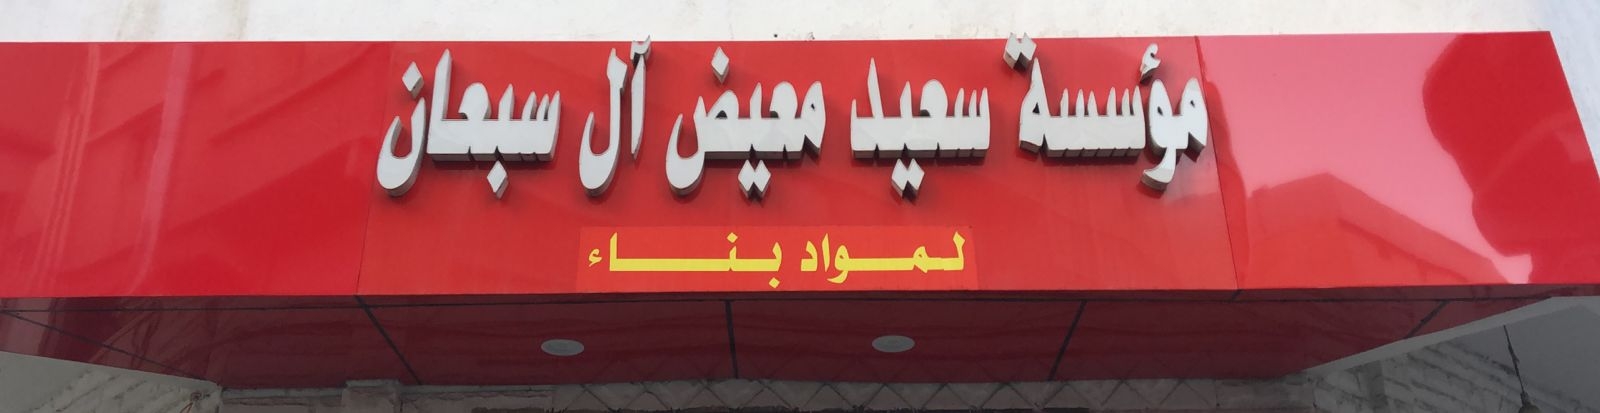 مؤسسة سعيد معيض آل سبعان
لمواد بناء